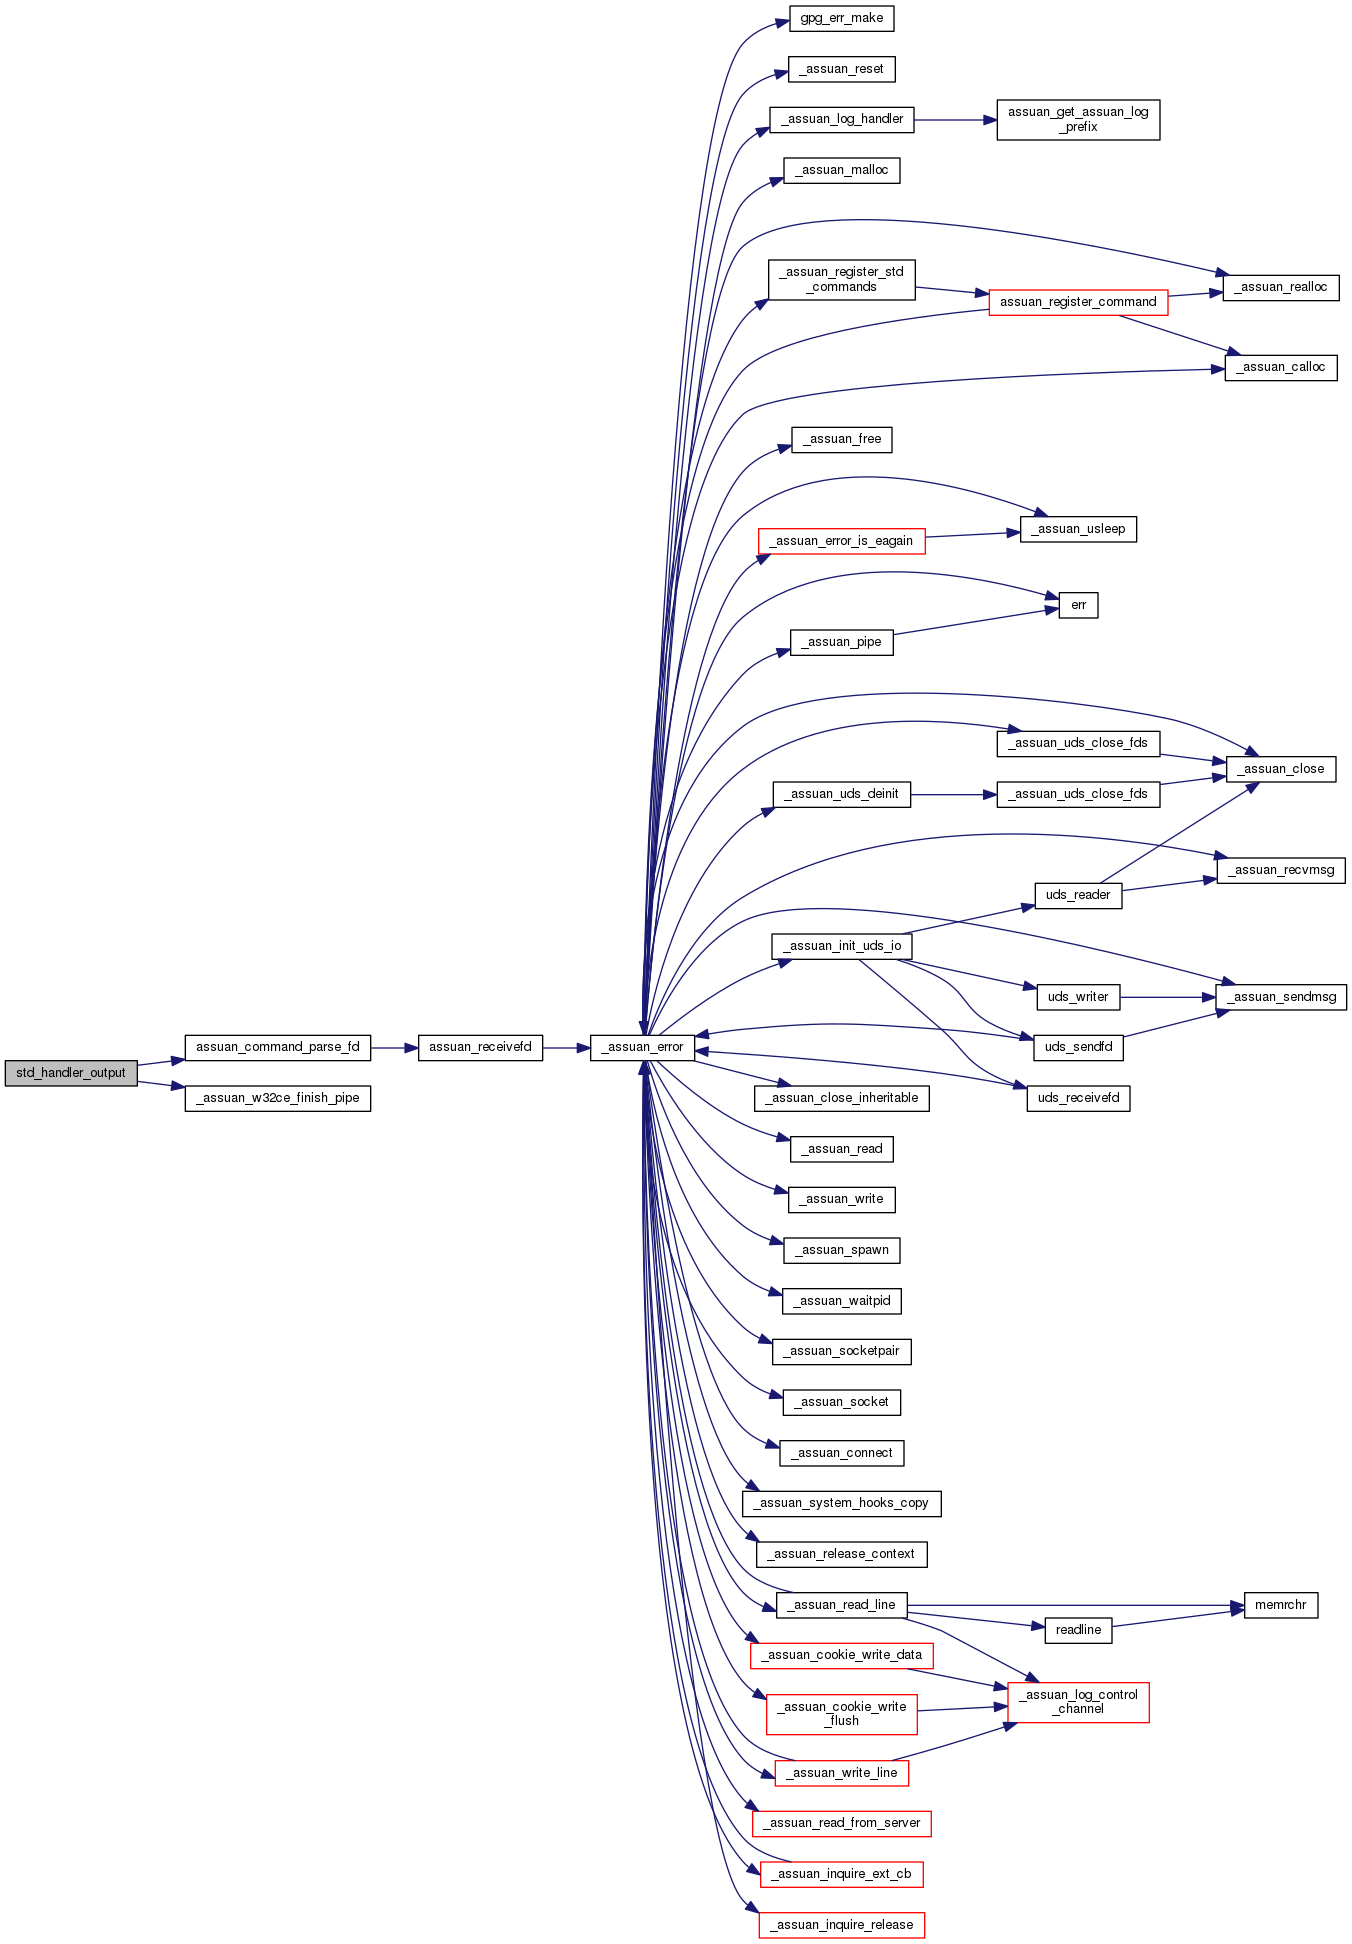 gpg_err_make
_assuan_reset
_assuan_log_handler
assuan_get_assuan_log
_prefix
_assuan_malloc
_assuan_register_std
_commands
assuan_register_command
_assuan_realloc
_assuan_calloc
_assuan_free
_assuan_usleep
_assuan_error_is_eagain
err
_assuan_pipe
_assuan_uds_close_fds
_assuan_close
_assuan_uds_deinit
_assuan_uds_close_fds
_assuan_recvmsg
uds_reader
_assuan_init_uds_io
uds_writer
_assuan_sendmsg
uds_sendfd
std_handler_output
assuan_command_parse_fd
assuan_receivefd
_assuan_error
_assuan_w32ce_finish_pipe
_assuan_close_inheritable
uds_receivefd
_assuan_read
_assuan_write
_assuan_spawn
_assuan_waitpid
_assuan_socketpair
_assuan_socket
_assuan_connect
_assuan_system_hooks_copy
_assuan_release_context
_assuan_read_line
memrchr
readline
_assuan_cookie_write_data
_assuan_log_control
_channel
_assuan_cookie_write
_flush
_assuan_write_line
_assuan_read_from_server
_assuan_inquire_ext_cb
_assuan_inquire_release